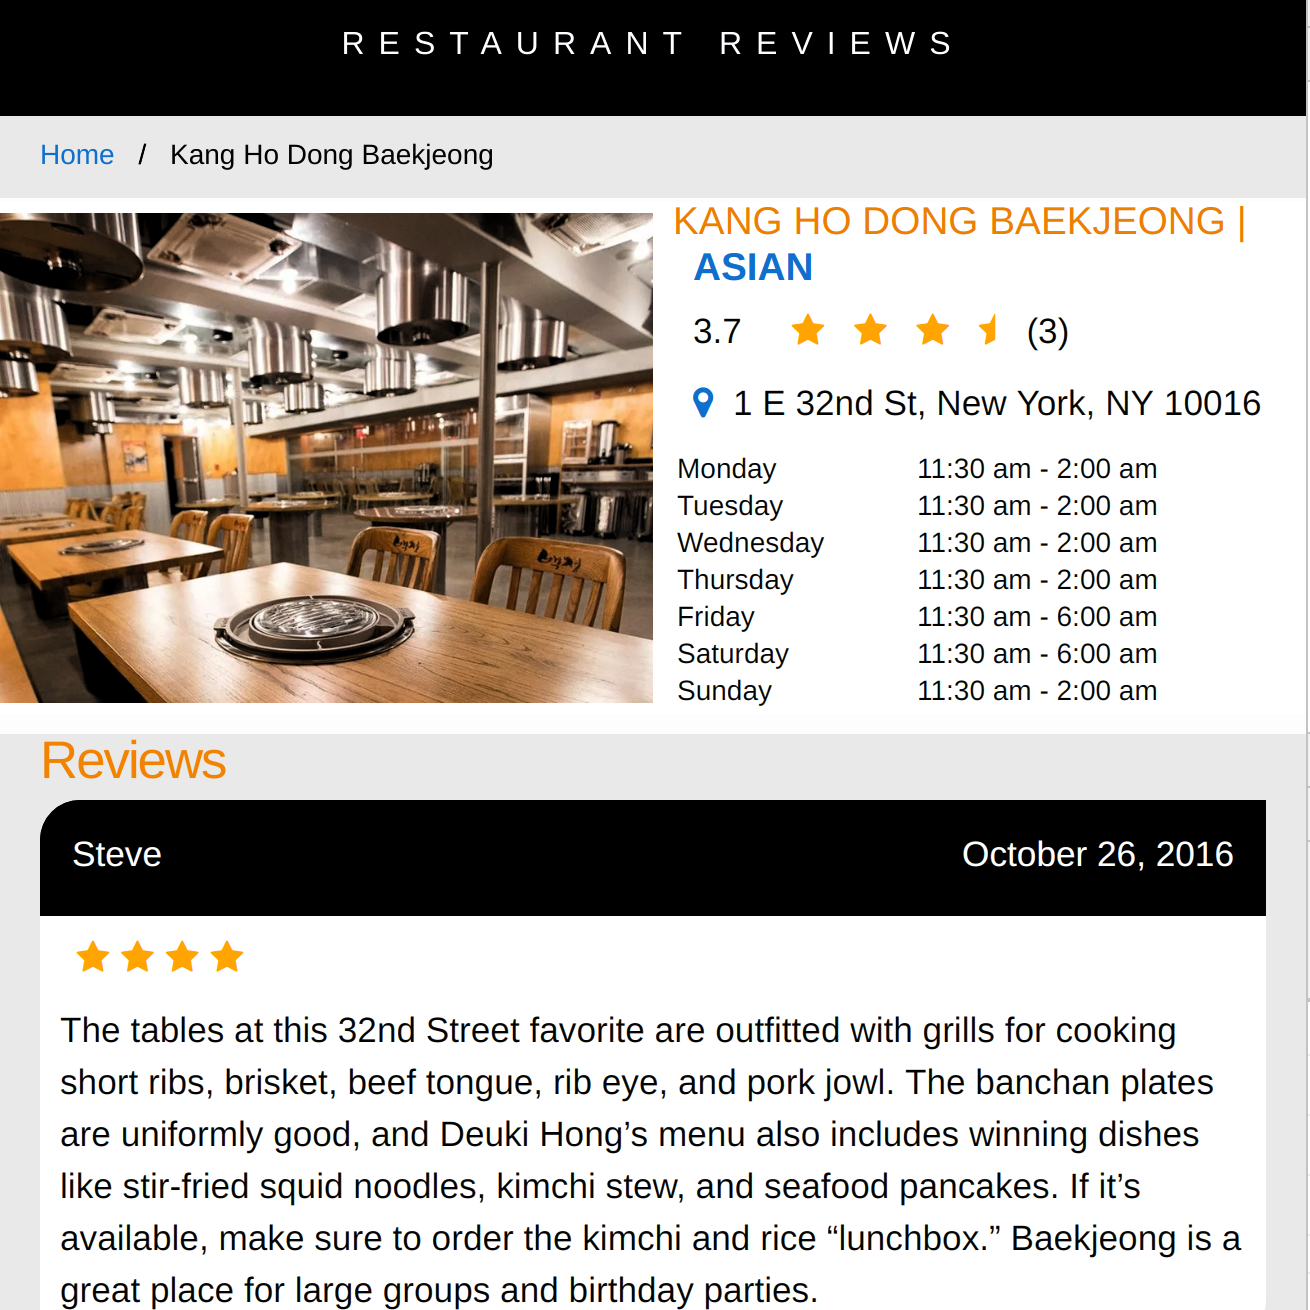 RESTAURANT REVIEWS
Home / Kang Ho Dong Baekjeong
KANG HO DONG BAEKJEONG |
ASIAN
3.7 (3)
1 E 32nd St, New York, NY 10016
Monday 11:30 am - 2:00 am
Tuesday 11:30 am - 2:00 am
Wednesday 11:30 am - 2:00 am
Thursday 11:30 am - 2:00 am
Friday 11:30 am - 6:00 am
Saturday 11:30 am - 6:00 am
Sunday 11:30 am - 2:00 am
Reviews
Steve October 26, 2016
The tables at this 32nd Street favorite are outfitted with grills for cooking
short ribs, brisket, beef tongue, rib eye, and pork jowl. The banchan plates
are uniformly good, and Deuki Hong’s menu also includes winning dishes
like stir-fried squid noodles, kimchi stew, and seafood pancakes. If it’s
available, make sure to order the kimchi and rice “lunchbox.” Baekjeong is a
great place for large groups and birthday parties.